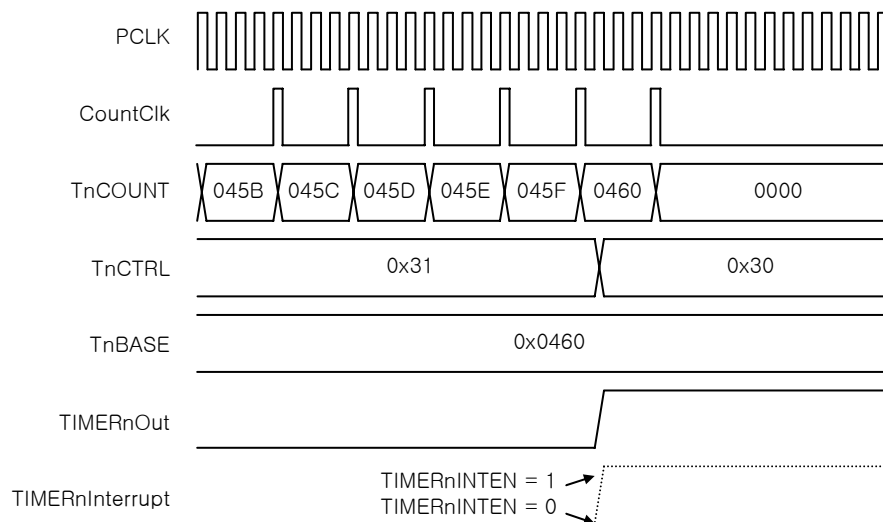 PCLK
CountClk
TnCOUNT 045B 045C 045D 045E 045F 0460 0000
TnCTRL 0x31 0x30
TnBASE 0x0460
TIMERnOut
TIMERnInterrupt
TIMERnINTEN = 1
TIMERnINTEN = 0